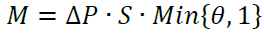 M = ΔP · S · Min{θ, 1}